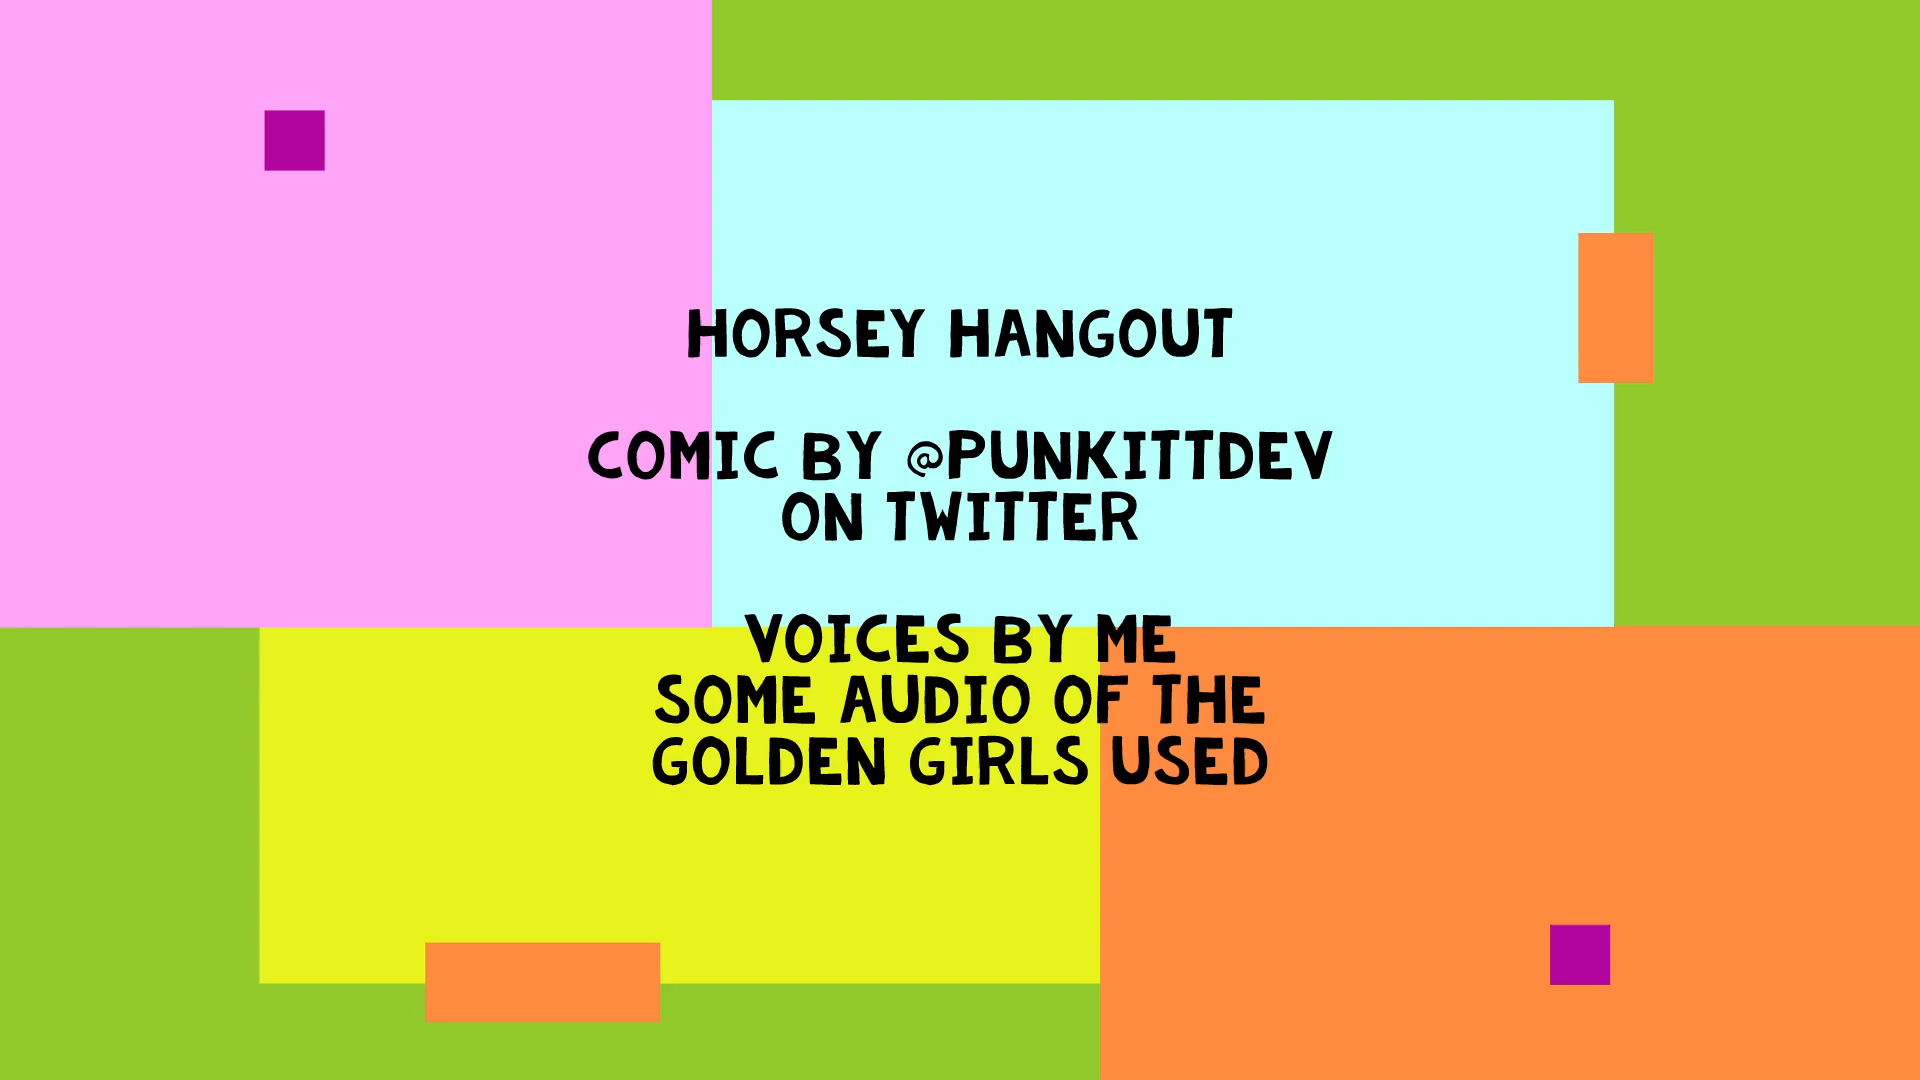 HORSEY HANGOUT
COMIC BY @PUNKITTDEV
ON TWITTER
VOICES BY ME
SOME AUDIO OF THE
GOLDEN GIRLS USED